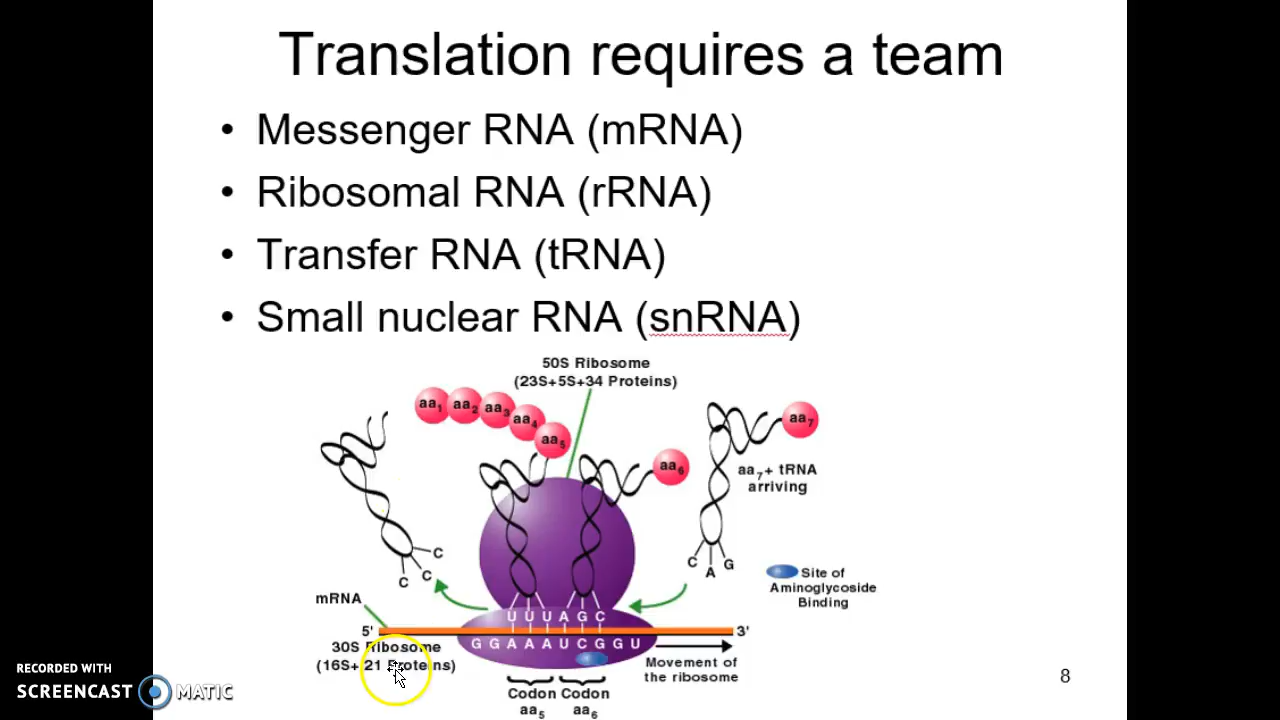 Translation requires a team
• Messenger RNA (mRNA)
• Ribosomal RNA (rRNA)
• Transfer RNA (tRNA)
• Small nuclear RNA (snRNA)
50S Ribosome
(23S+5S+34 Proteins)
aa1 aa2 aa3 aa4 aa5
aa6
aa7
aa7+ tRNA
arriving
C C C
C A G
Site of
Aminoglycoside
Binding
mRNA
U U U A G C
5'
3'
30S Ribosome
(16S+ 21 Proteins)
G G A A A U C G G U
Movement of
the ribosome
Codon Codon
aa5 aa6
8
RECORDED WITH
SCREENCAST MATIC